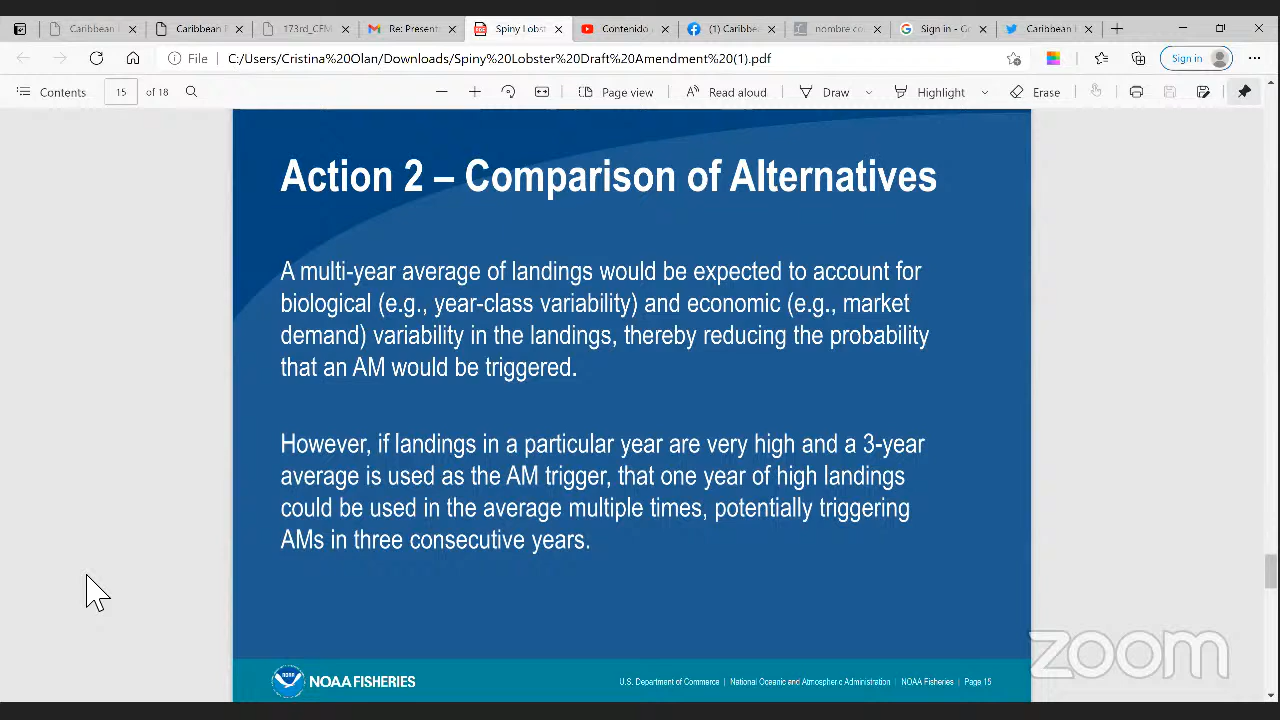 Caribbean
Caribbean
173rd_CFM
Re: Present
Spiny Lobst
Contenido
(1) Caribbe
nombre co
Sign in - Go
Caribbean
File
C:/Users/Cristina%20Olan/Downloads/Spiny%20Lobster%20Draft%20Amendment%20(1).pdf
Sign in
Contents
15
of 18
Page view
Read aloud
Draw
Highlight
Erase
Action 2 – Comparison of Alternatives
A multi-year average of landings would be expected to account for
biological (e.g., year-class variability) and economic (e.g., market
demand) variability in the landings, thereby reducing the probability
that an AM would be triggered.
However, if landings in a particular year are very high and a 3-year
average is used as the AM trigger, that one year of high landings
could be used in the average multiple times, potentially triggering
AMs in three consecutive years.
NOAA FISHERIES
U.S. Department of Commerce | National Oceanic and Atmospheric Administration | NOAA Fisheries | Page 15
zoom